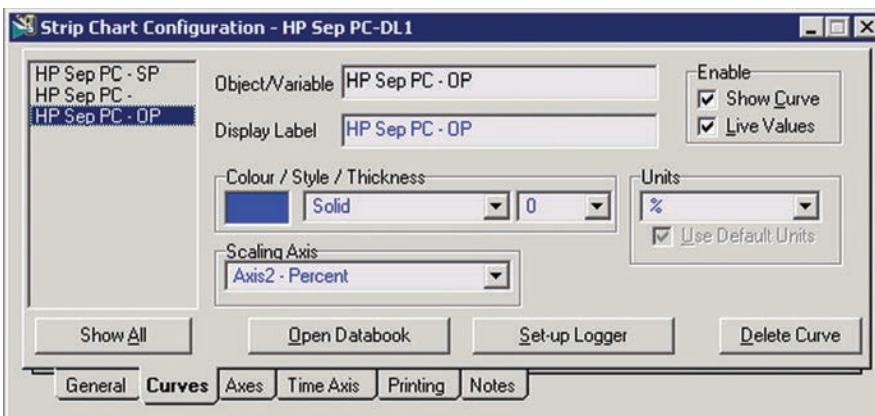 Strip Chart Configuration - HP Sep PC-DL1
HP Sep PC - SP
HP Sep PC -
HP Sep PC - OP
Object/Variable HP Sep PC - OP
Display Label HP Sep PC - OP
Enable
Show Curve
Live Values
Colour / Style / Thickness
Solid 0
Units
%
Use Default Units
Scaling Axis
Axis2 - Percent
Show All Open Databook Set-up Logger Delete Curve
General Curves Axes Time Axis Printing Notes